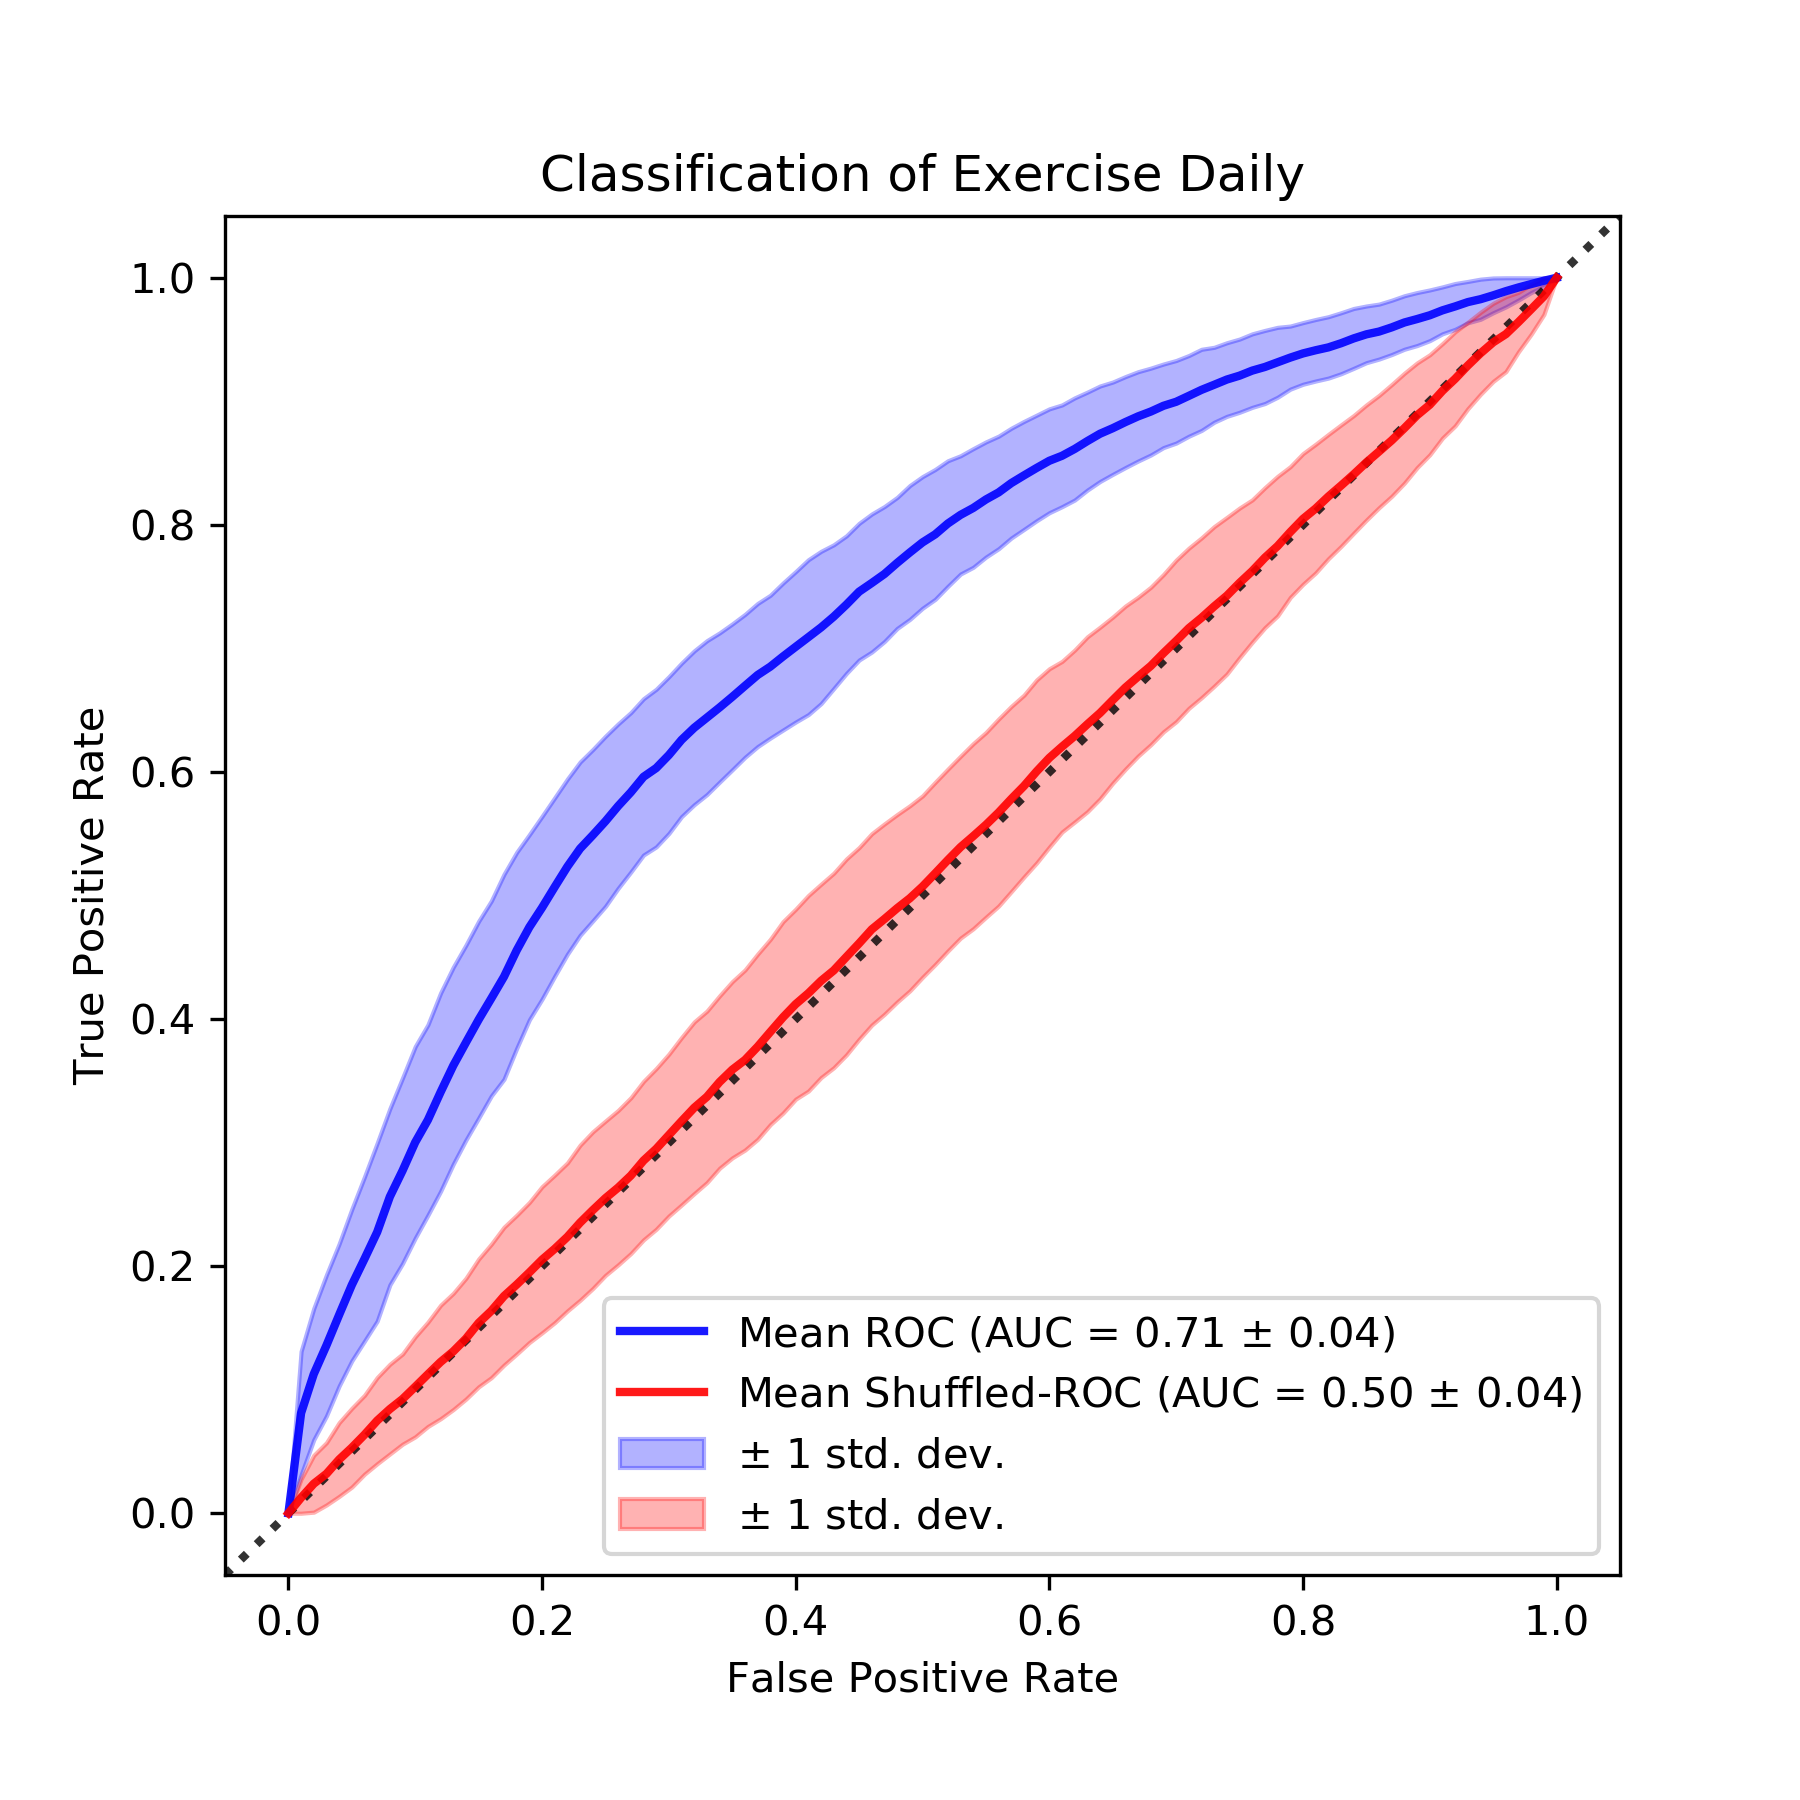 Classification of Exercise Daily
1.0
0.8
0.6
0.4
0.2
0.0
True Positive Rate
Mean ROC (AUC = 0.71 ± 0.04)
Mean Shuffled-ROC (AUC = 0.50 ± 0.04)
± 1 std. dev.
± 1 std. dev.
0.0 0.2 0.4 0.6 0.8 1.0
False Positive Rate